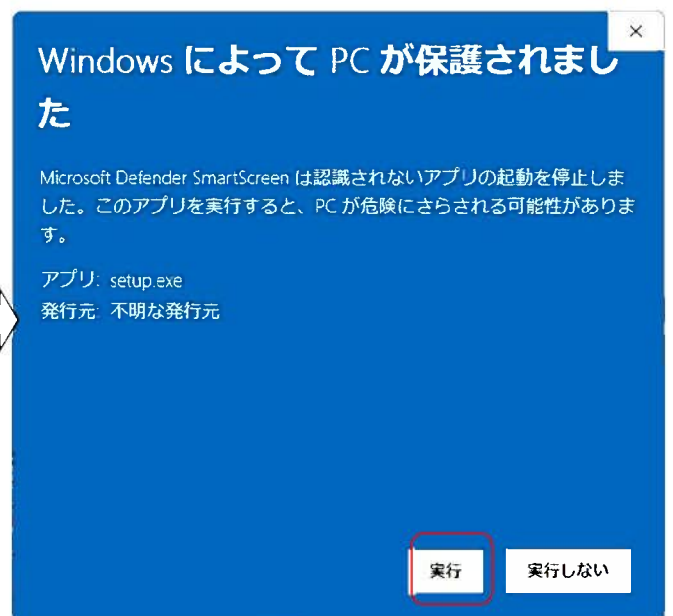 Windows によって PC が保護されまし
た
Microsoft Defender SmartScreen は認識されないアプリの起動を停止しま
した。このアプリを実行すると、PC が危険にさらされる可能性がありま
す。
アプリ: setup.exe
発行元: 不明な発行元
実行 実行しない